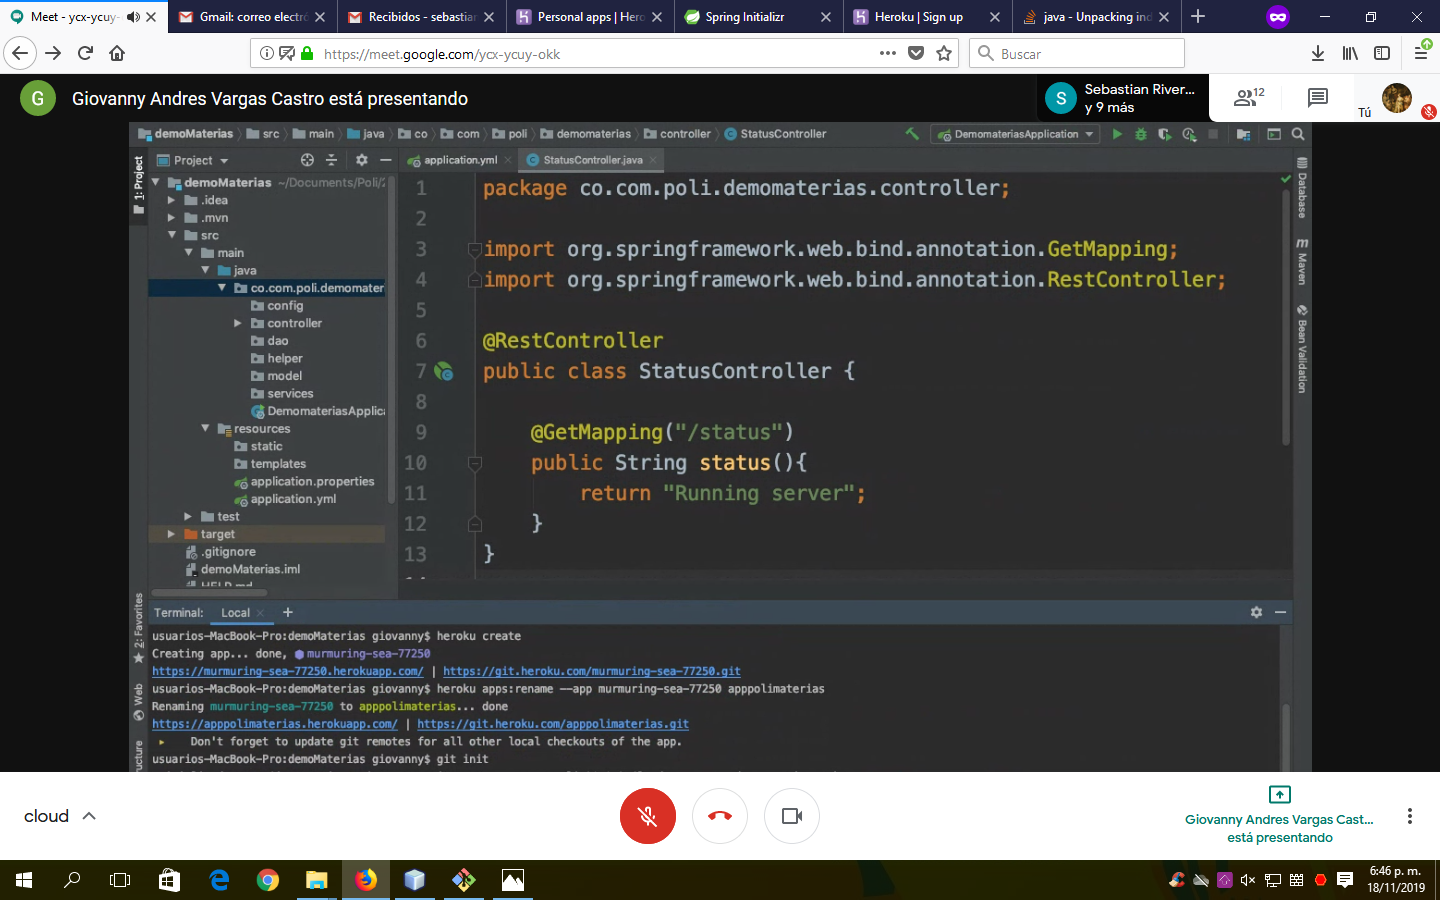 Meet - ycx-ycuy-
Gmail: correo electró
Recibidos - sebastian
Personal apps | Hero
Spring Initializr
Heroku | Sign up
java - Unpacking ind
https://meet.google.com/ycx-ycuy-okk
Buscar
G
Giovanny Andres Vargas Castro está presentando
S
Sebastian River...
y 9 más
12
Tú
demoMaterias
src
main
java
co
com
poli
demomaterias
controller
StatusController
DemomateriasApplication
1: Project
Project
application.yml
StatusController.java
demoMaterias ~/Documents/Poli/2
.idea
.mvn
src
main
java
co.com.poli.demomater
config
controller
dao
helper
model
services
DemomateriasApplica
resources
static
templates
application.properties
application.yml
test
target
.gitignore
demoMaterias.iml
HELP.md
1 package co.com.poli.demomaterias.controller;
2
3 import org.springframework.web.bind.annotation.GetMapping;
4 import org.springframework.web.bind.annotation.RestController;
5
6 @RestController
7 public class StatusController {
8
9 @GetMapping("/status")
10 public String status(){
11 return "Running server";
12 }
13 }
14
Database
Maven
Bean Validation
2: Favorites
Web
Terminal: Local
usuarios-MacBook-Pro:demoMaterias giovanny$ heroku create
Creating app... done, murmuring-sea-77250
https://murmuring-sea-77250.herokuapp.com/ | https://git.heroku.com/murmuring-sea-77250.git
usuarios-MacBook-Pro:demoMaterias giovanny$ heroku apps:rename --app murmuring-sea-77250 apppolimaterias
Renaming murmuring-sea-77250 to apppolimaterias... done
https://apppolimaterias.herokuapp.com/ | https://git.heroku.com/apppolimaterias.git
Don't forget to update git remotes for all other local checkouts of the app.
usuarios-MacBook-Pro:demoMaterias giovanny$ git init
cloud
Giovanny Andres Vargas Cast...
está presentando
6:46 p. m.
18/11/2019